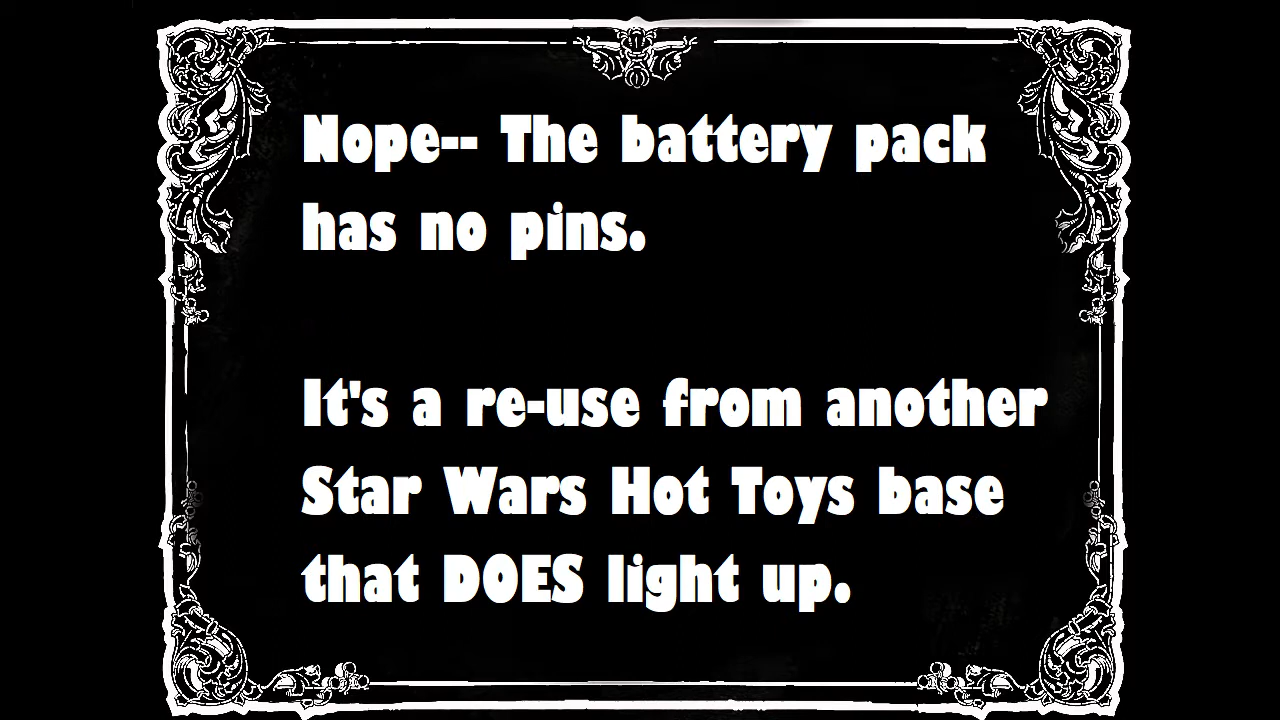 Nope-- The battery pack
has no pins.
It's a re-use from another
Star Wars Hot Toys base
that DOES light up.